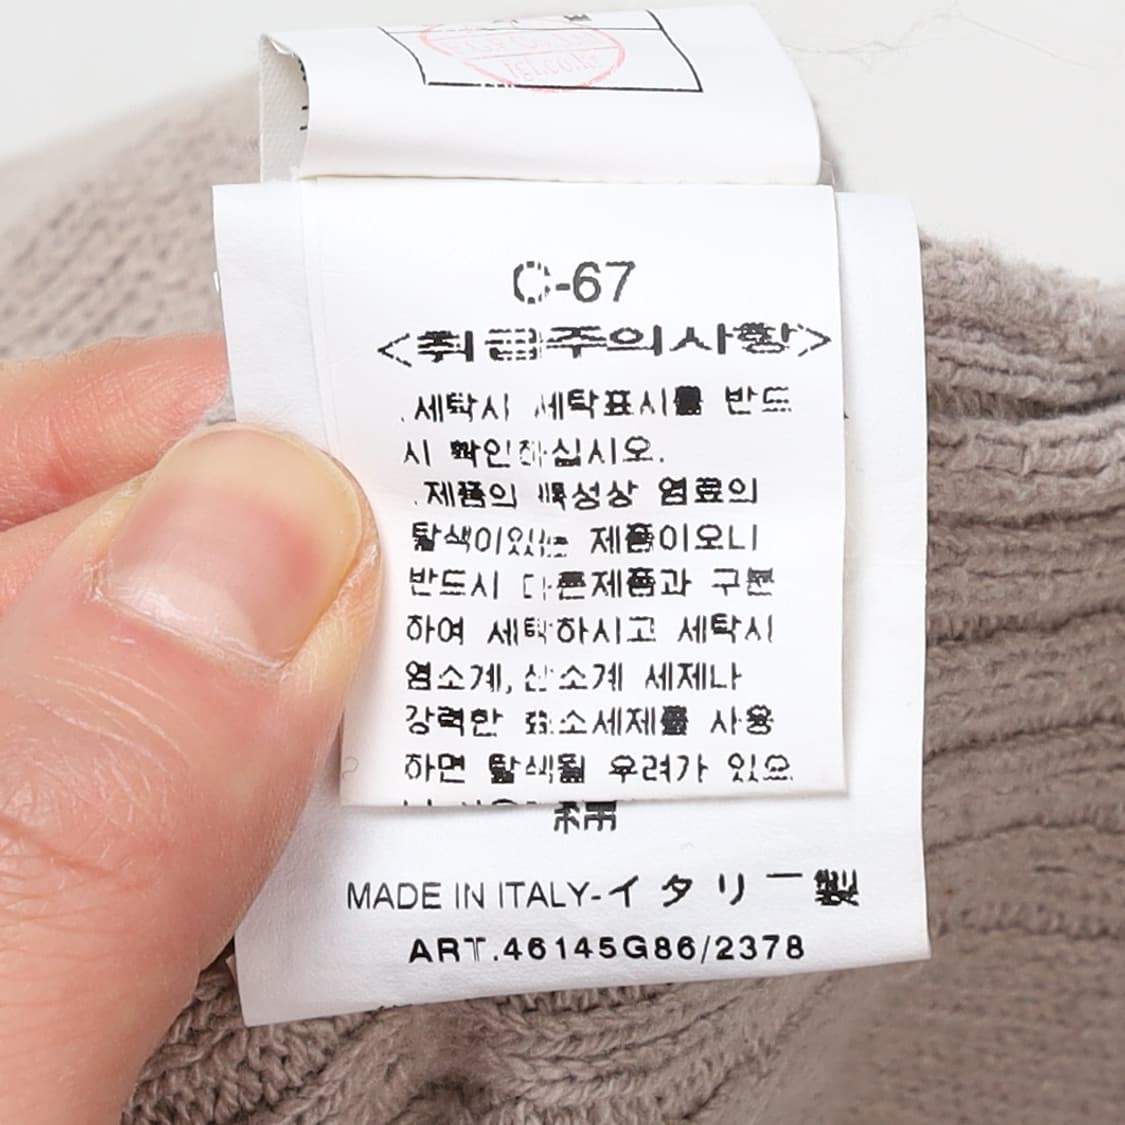 C-67
<취급주의사항>
.세탁시 세탁표시를 반드
시 확인하십시오.
.제품의 특성상 염료의
탈색이있는 제품이오니
반드시 다른제품과 구분
하여 세탁하시고 세탁시
염소계, 산소계 세제나
강력한 효소세제를 사용
하면 탈색될 우려가 있으
MADE IN ITALY-イタリー製
ART.46145G86/2378